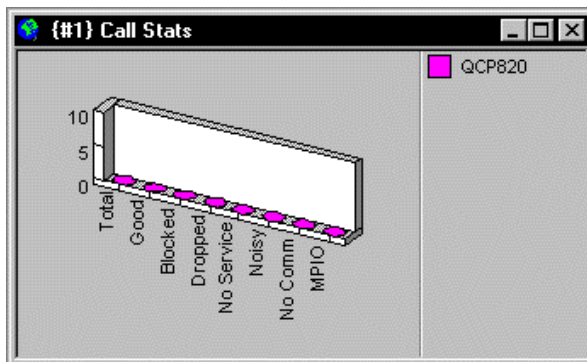 {#1} Call Stats
QCP820
10
5
0
Total
Good
Blocked
Dropped
No Service
Noisy
No Comm
MPIO